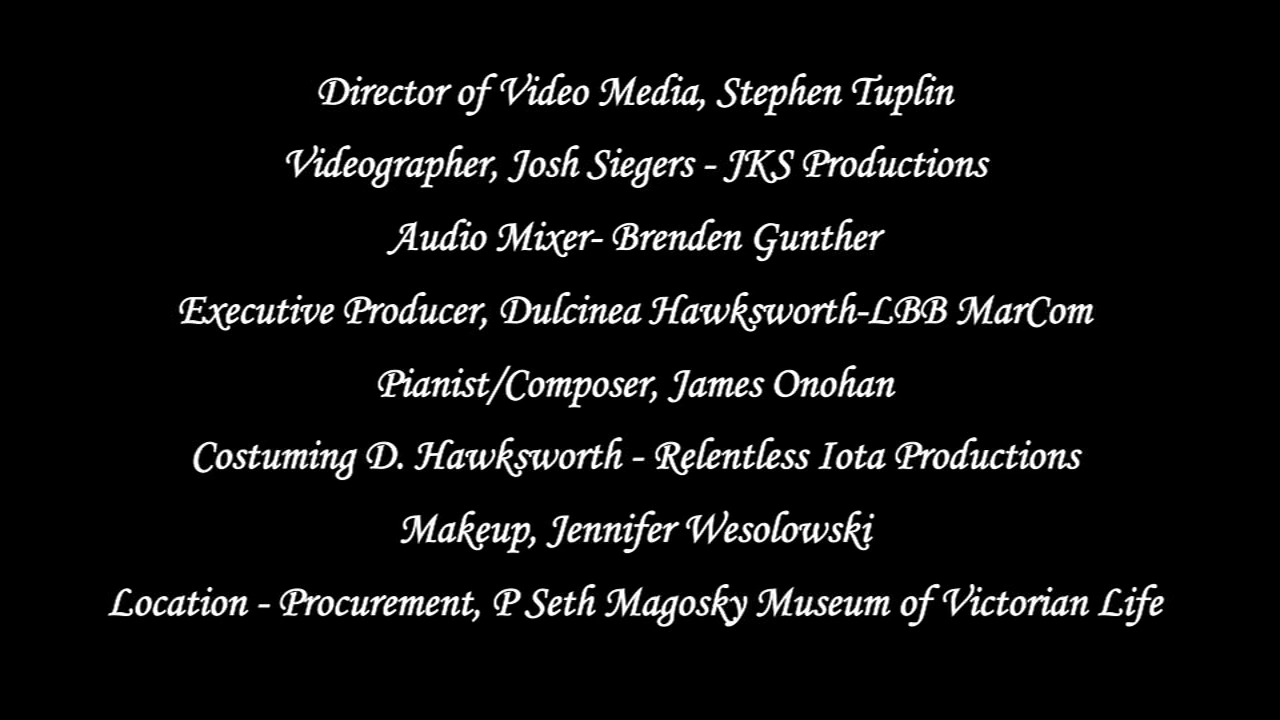 Director of Video Media, Stephen Tuplin
Videographer, Josh Siegers - JKS Productions
Audio Mixer- Brenden Gunther
Executive Producer, Dulcinea Hawksworth-LBB MarCom
Pianist/Composer, James Onohan
Costuming D. Hawksworth - Relentless Iota Productions
Makeup, Jennifer Wesolowski
Location - Procurement, P Seth Magosky Museum of Victorian Life